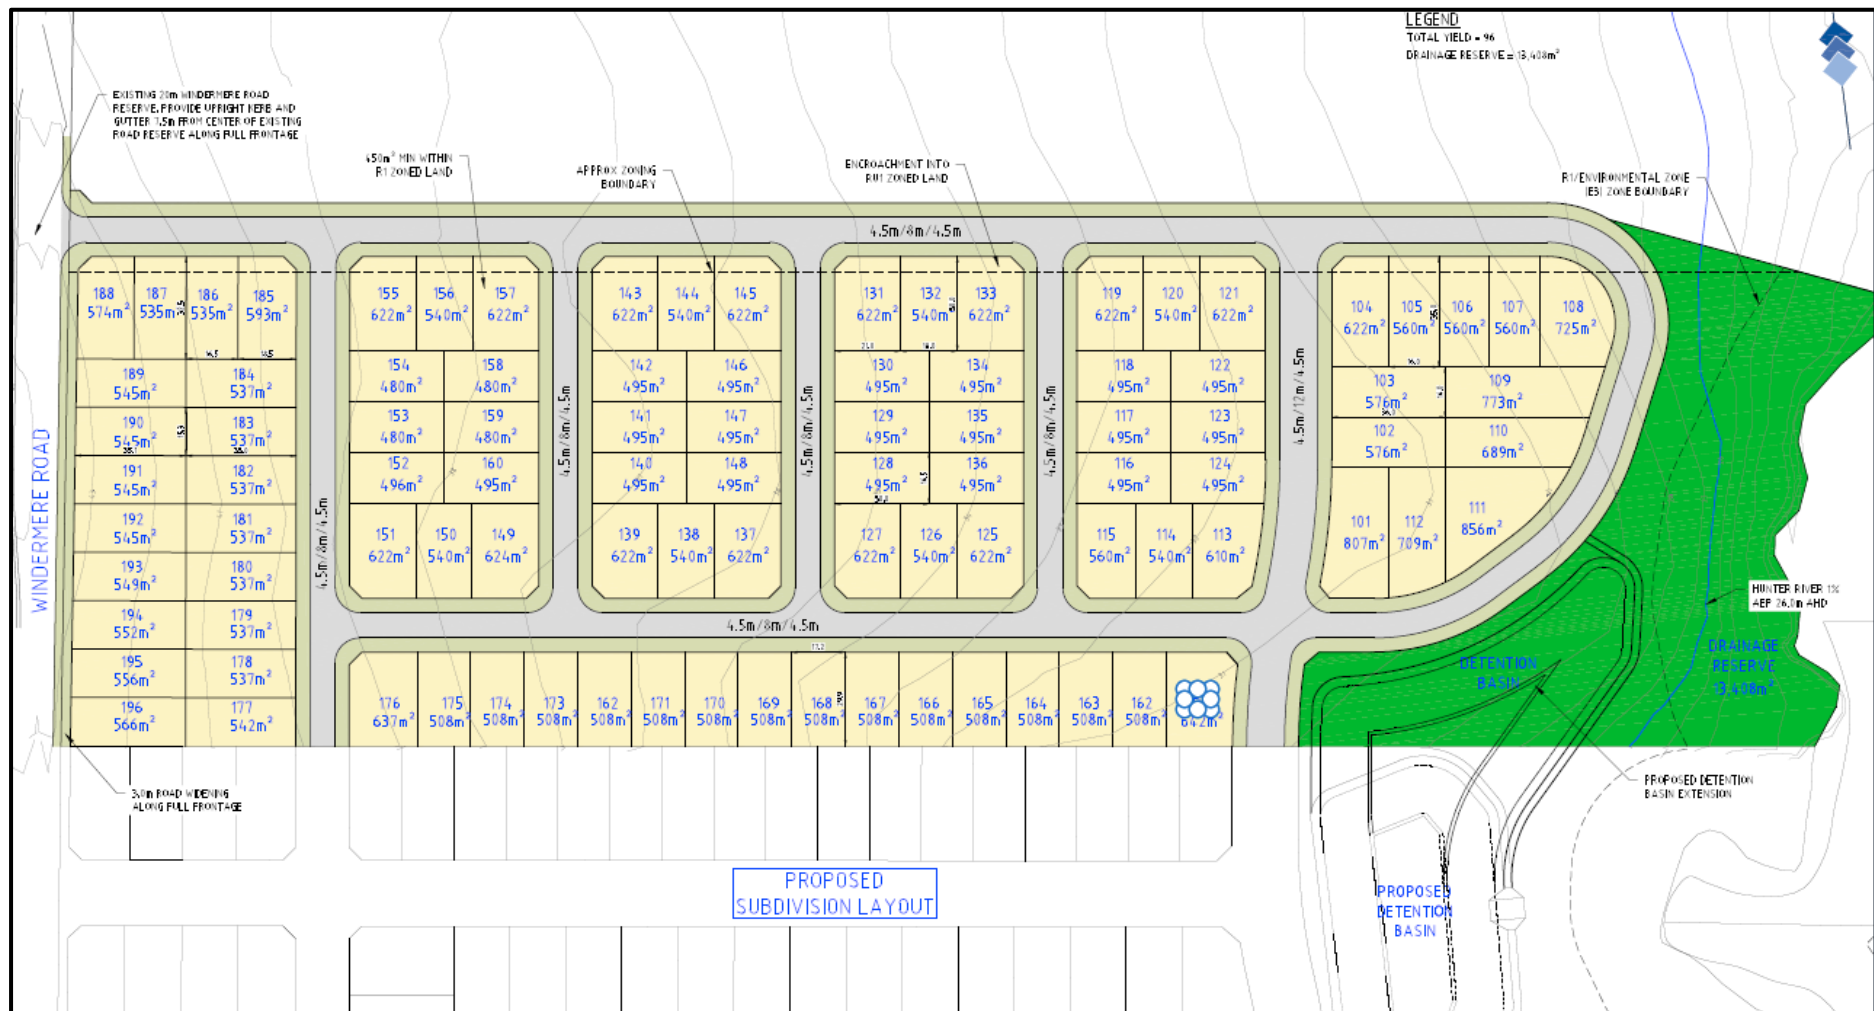 LEGEND
TOTAL YIELD = 96
DRAINAGE RESERVE = 13,408m²
EXISTING 20m WINDERMERE ROAD
RESERVE, PROVIDE UPRIGHT KERB AND
GUTTER 7.5m FROM CENTER OF EXISTING
ROAD RESERVE ALONG FULL FRONTAGE
450m² MIN WITHIN
R1 ZONED LAND
APPROX ZONING
BOUNDARY
ENCROACHMENT INTO
RU1 ZONED LAND
R1/ENVIRONMENTAL ZONE
(E3) ZONE BOUNDARY
4.5m/8m/4.5m
188
574m²
187
535m²
186
535m²
185
593m²
189
545m²
184
537m²
190
545m²
183
537m²
191
545m²
182
537m²
192
545m²
181
537m²
193
549m²
180
537m²
194
552m²
179
537m²
195
556m²
178
537m²
196
566m²
177
542m²
WINDERMERE ROAD
4.5m/8m/4.5m
155
622m²
156
540m²
157
622m²
154
480m²
158
480m²
153
480m²
159
480m²
152
496m²
160
495m²
151
622m²
150
540m²
149
624m²
4.5m/8m/4.5m
143
622m²
144
540m²
145
622m²
142
495m²
146
495m²
141
495m²
147
495m²
140
495m²
148
495m²
139
622m²
138
540m²
137
622m²
4.5m/8m/4.5m
131
622m²
132
540m²
133
622m²
130
495m²
134
495m²
129
495m²
135
495m²
128
495m²
136
495m²
127
622m²
126
540m²
125
622m²
4.5m/8m/4.5m
119
622m²
120
540m²
121
622m²
118
495m²
122
495m²
117
495m²
123
495m²
116
495m²
124
495m²
115
560m²
114
540m²
113
610m²
4.5m/12m/4.5m
104
622m²
105
560m²
106
560m²
107
560m²
108
725m²
103
576m²
109
773m²
102
576m²
110
689m²
101
807m²
112
709m²
111
856m²
4.5m/8m/4.5m
176
637m²
175
508m²
174
508m²
173
508m²
162
508m²
171
508m²
170
508m²
169
508m²
168
508m²
167
508m²
166
508m²
165
508m²
164
508m²
163
508m²
162
508m²
642m²
HUNTER RIVER 1%
AEP 26.0m AHD
DRAINAGE
RESERVE
13,408m²
DETENTION
BASIN
3.0m ROAD WIDENING
ALONG FULL FRONTAGE
PROPOSED DETENTION
BASIN EXTENSION
PROPOSED
SUBDIVISION LAYOUT
PROPOSED
DETENTION
BASIN